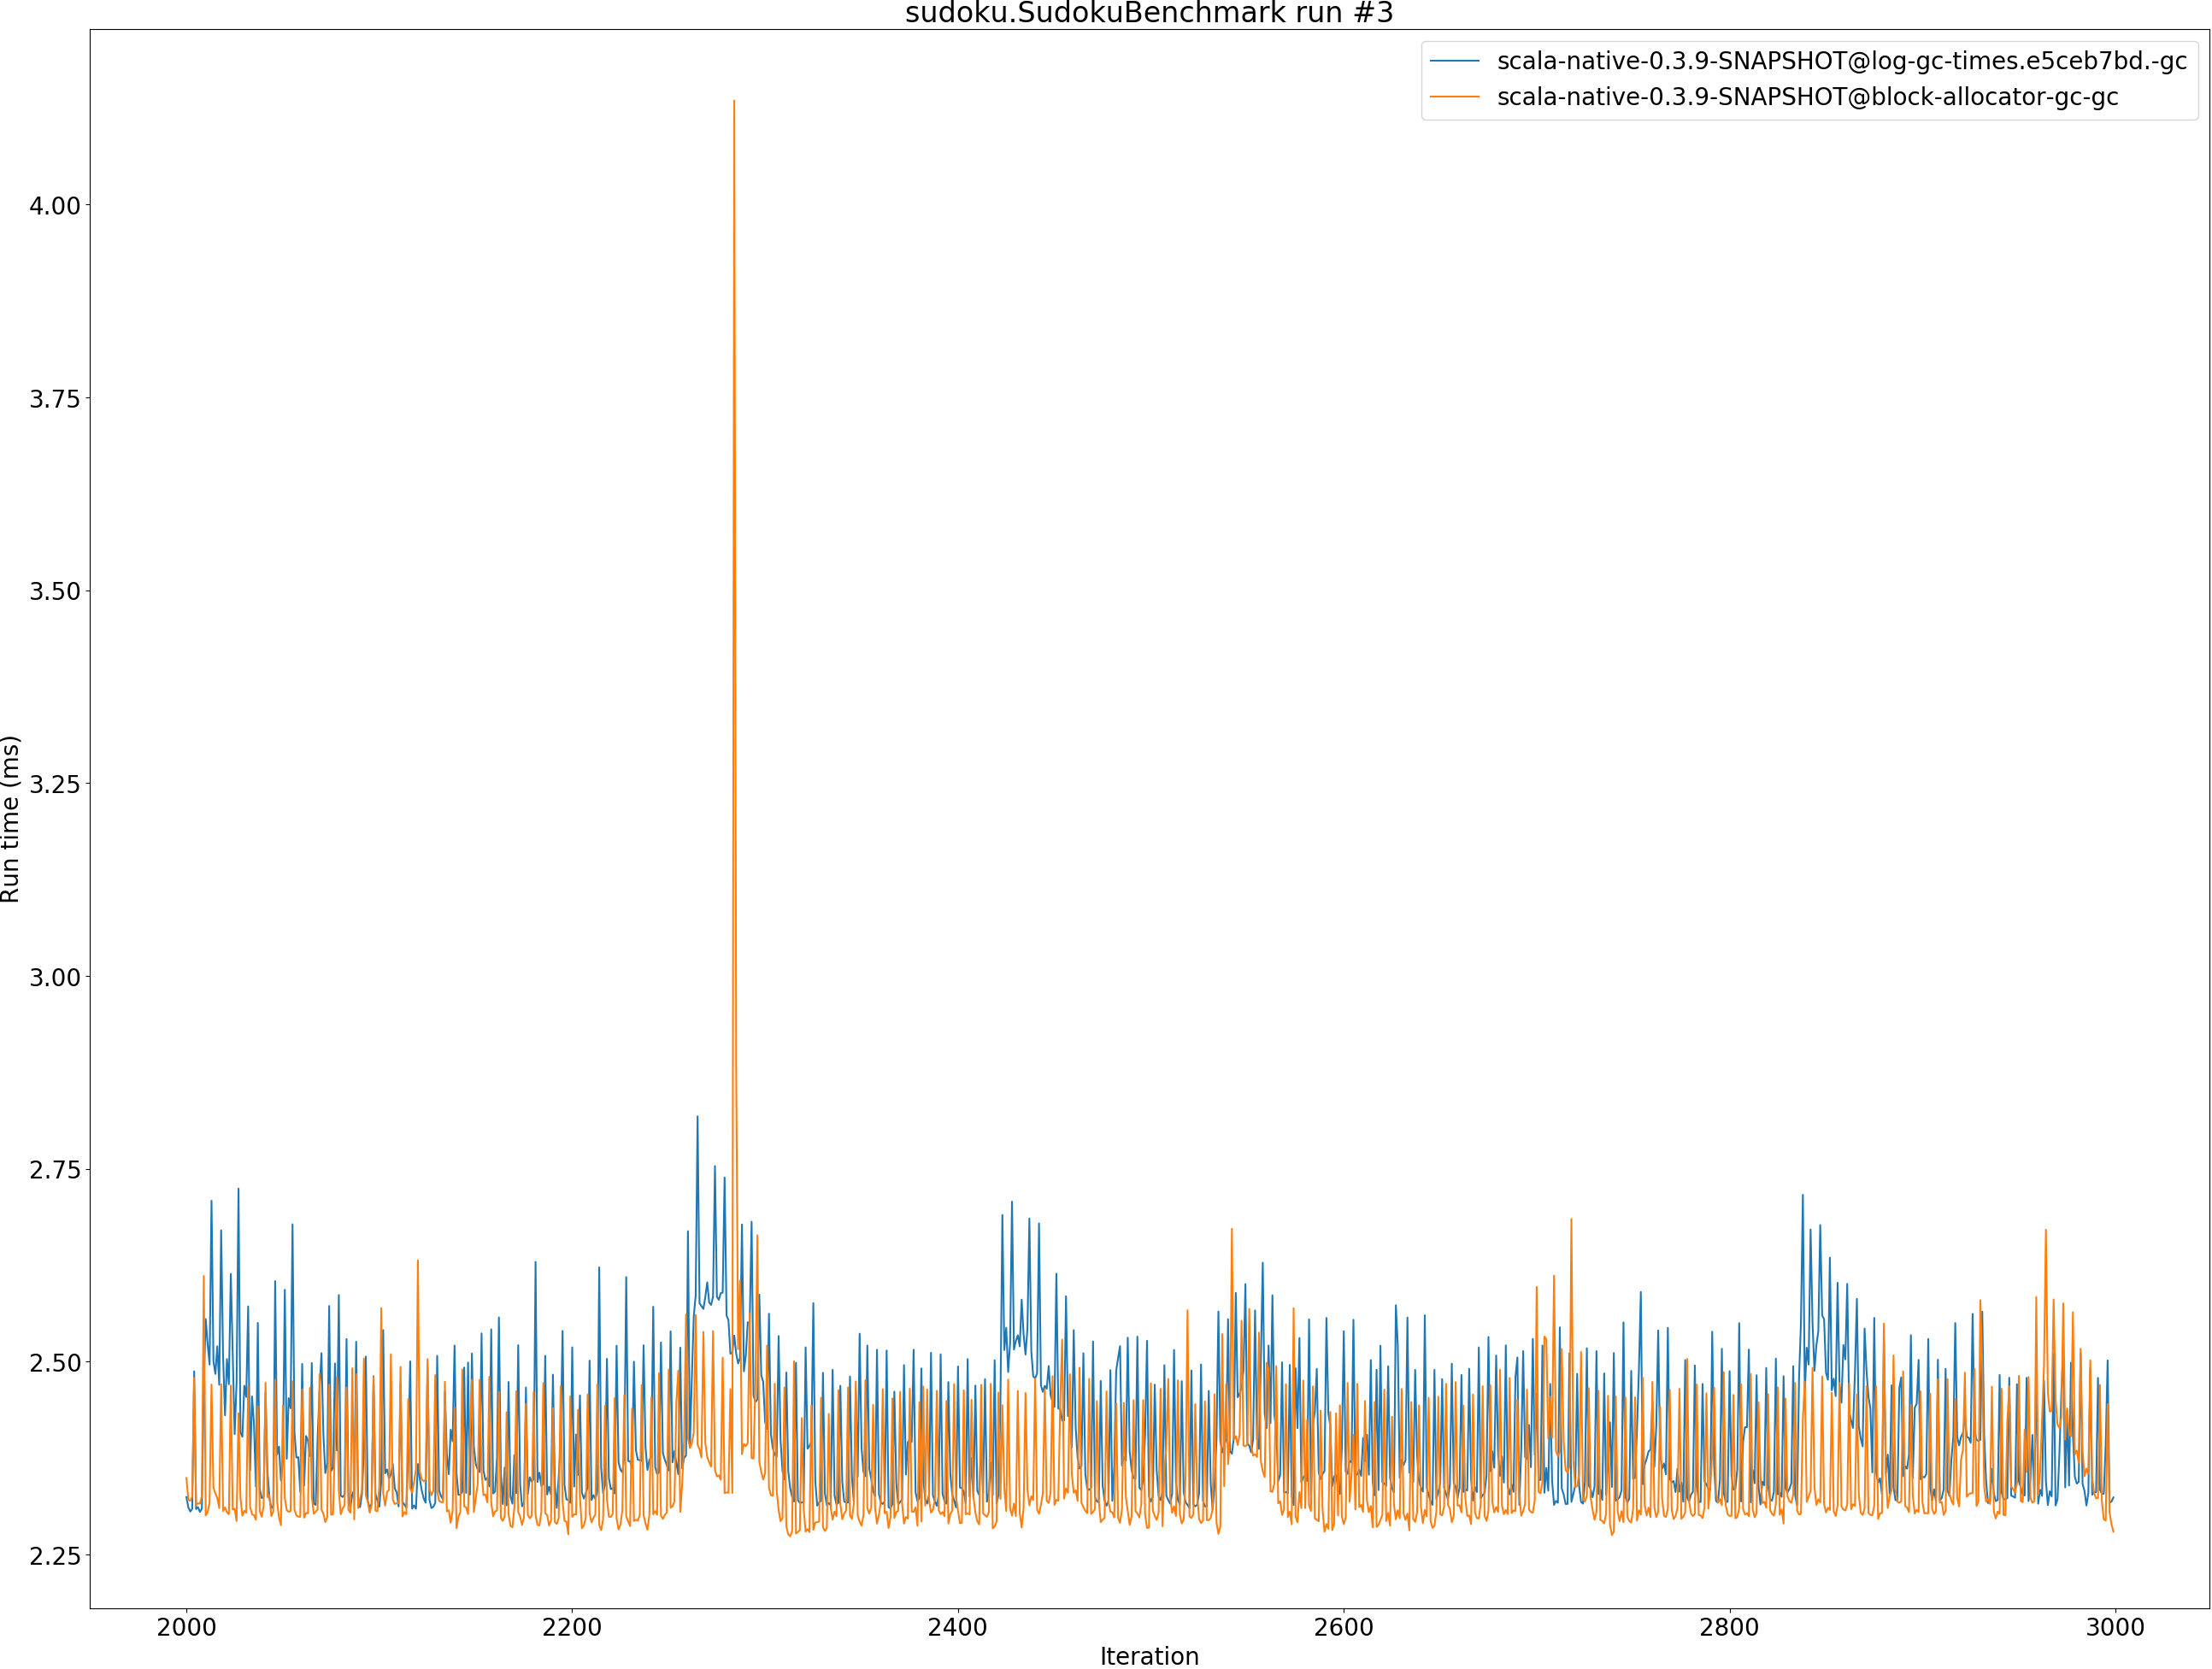 sudoku.SudokuBenchmark run #3
scala-native-0.3.9-SNAPSHOT@log-gc-times.e5ceb7bd.-gc
scala-native-0.3.9-SNAPSHOT@block-allocator-gc-gc
4.00
3.75
3.50
3.25
3.00
2.75
2.50
2.25
Run time (ms)
2000 2200 2400 2600 2800 3000
Iteration